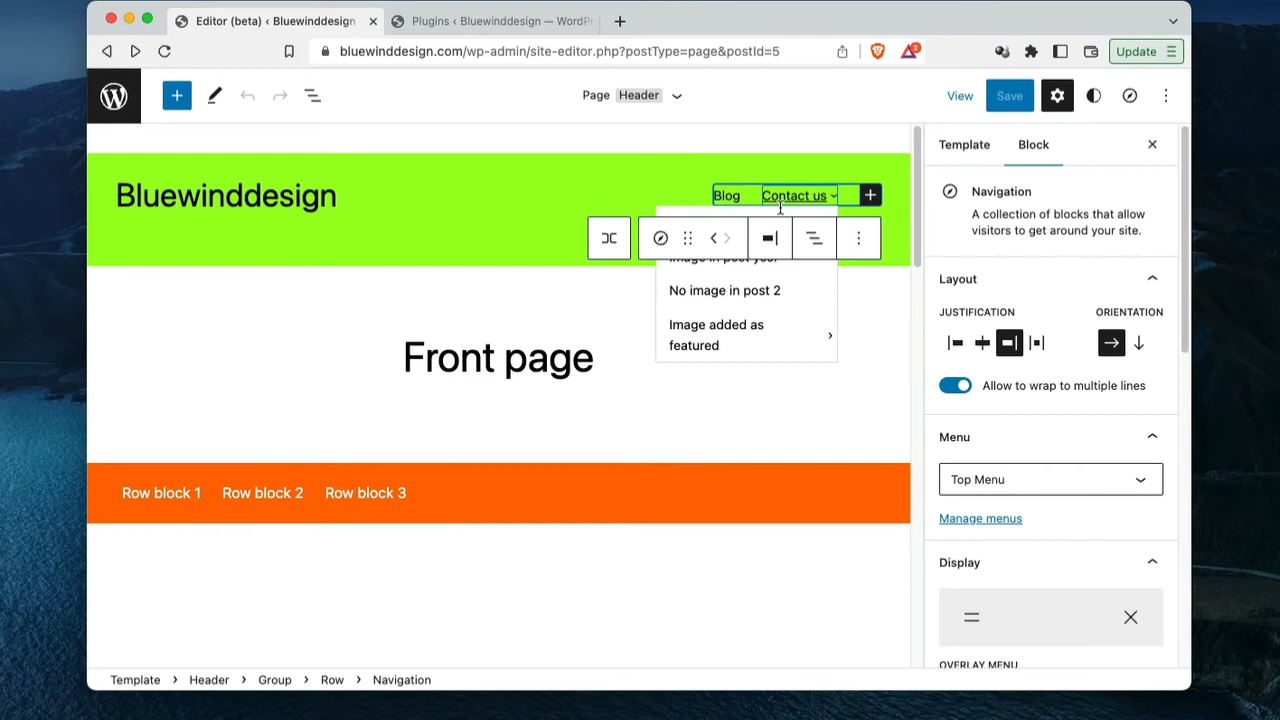 Editor (beta) ‹ Bluewinddesign
Plugins ‹ Bluewinddesign — WordPr
bluewinddesign.com/wp-admin/site-editor.php?postType=page&postId=5
3
Update
Page Header
View
Save
Template
Block
Bluewinddesign
Blog
Contact us
Navigation
A collection of blocks that allow
visitors to get around your site.
No image in post 2
Image added as
featured
Front page
Layout
JUSTIFICATION
ORIENTATION
Allow to wrap to multiple lines
Menu
Top Menu
Manage menus
Row block 1
Row block 2
Row block 3
Display
OVERLAY MENU
Template › Header › Group › Row › Navigation